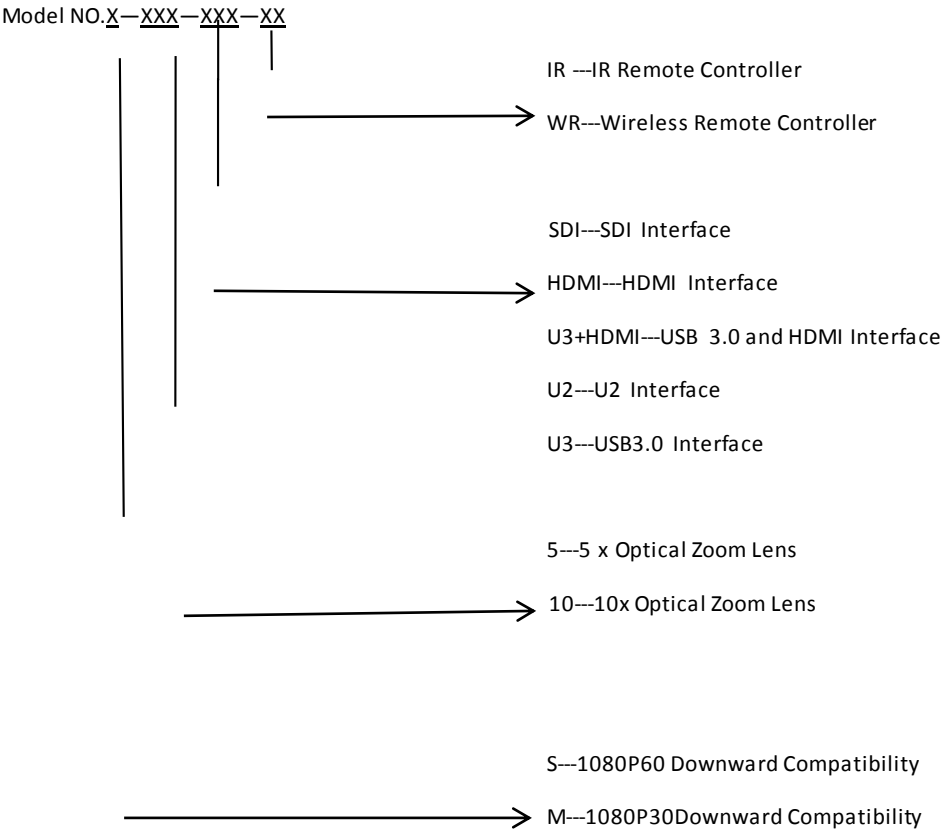 Model NO.X—XXX—XXX—XX
IR ---IR Remote Controller
WR---Wireless Remote Controller
SDI---SDI Interface
HDMI---HDMI Interface
U3+HDMI---USB 3.0 and HDMI Interface
U2---U2 Interface
U3---USB3.0 Interface
5---5 x Optical Zoom Lens
10---10x Optical Zoom Lens
S---1080P60 Downward Compatibility
M---1080P30Downward Compatibility